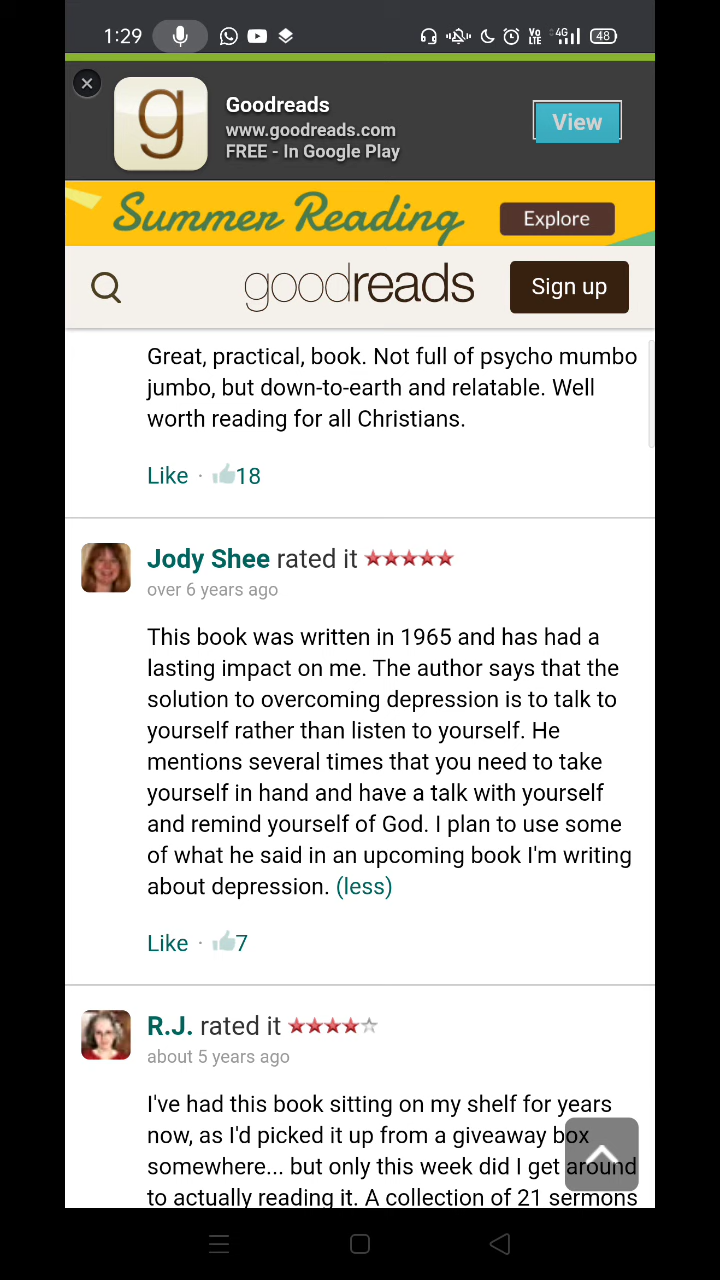 1:29
Vo LTE 4G 48
Goodreads
www.goodreads.com
FREE - In Google Play
View
Summer Reading
Explore
goodreads
Sign up
Great, practical, book. Not full of psycho mumbo
jumbo, but down-to-earth and relatable. Well
worth reading for all Christians.
Like · 18
Jody Shee rated it
over 6 years ago
This book was written in 1965 and has had a
lasting impact on me. The author says that the
solution to overcoming depression is to talk to
yourself rather than listen to yourself. He
mentions several times that you need to take
yourself in hand and have a talk with yourself
and remind yourself of God. I plan to use some
of what he said in an upcoming book I'm writing
about depression. (less)
Like · 7
R.J. rated it
about 5 years ago
I've had this book sitting on my shelf for years
now, as I'd picked it up from a giveaway box
somewhere... but only this week did I get around
to actually reading it. A collection of 21 sermons